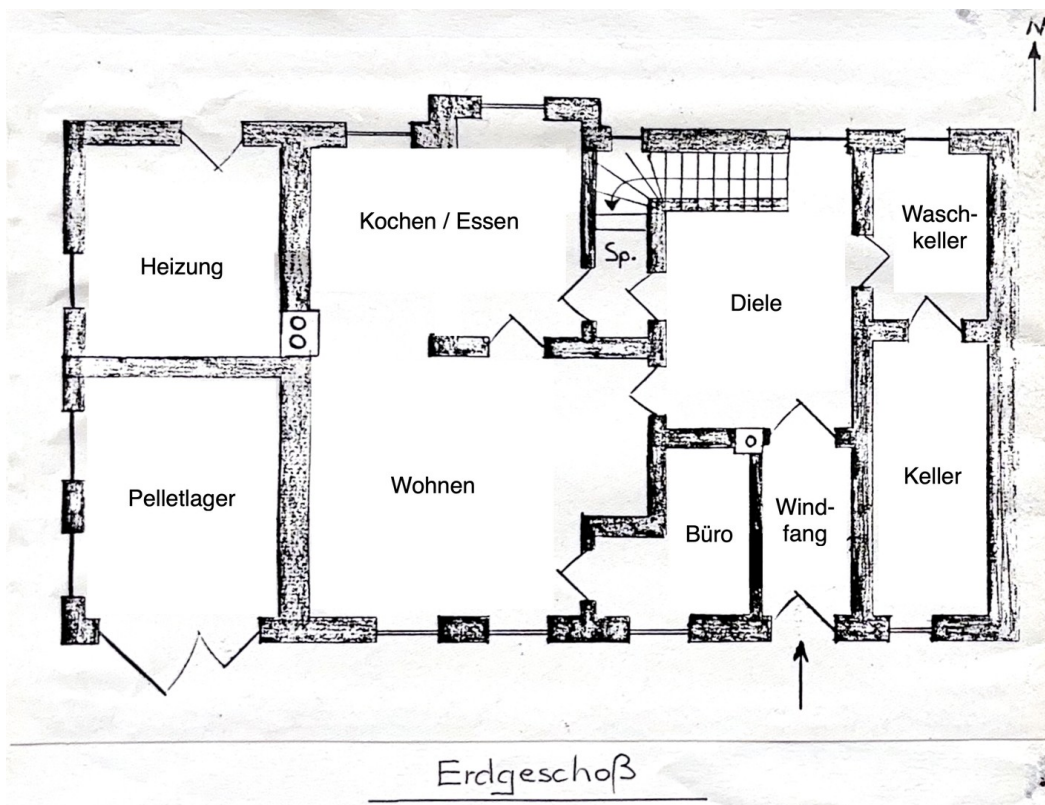 N
Kochen / Essen
Wasch-
keller
Heizung
Sp.
Diele
Pelletlager
Wohnen
Keller
Büro
Wind-
fang
Erdgeschoß